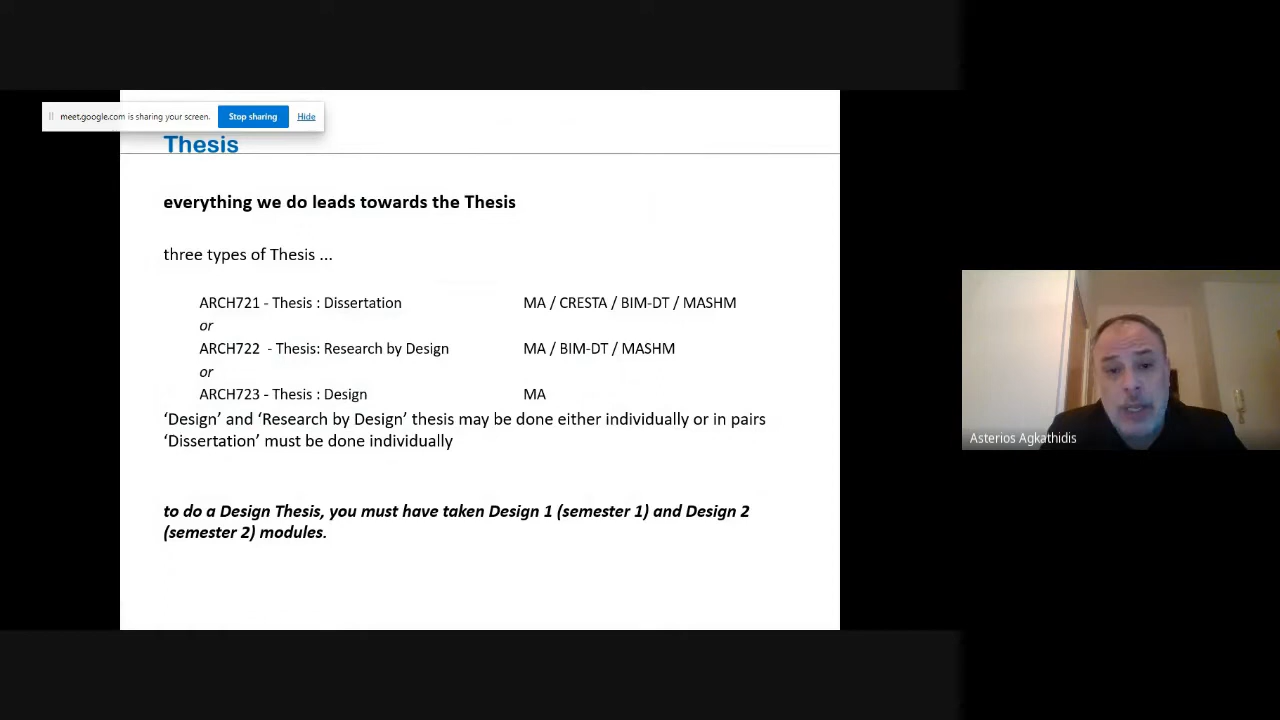 meet.google.com is sharing your screen. Stop sharing Hide
Thesis
everything we do leads towards the Thesis
three types of Thesis ...
ARCH721 - Thesis : Dissertation MA / CRESTA / BIM-DT / MASHM
or
ARCH722 - Thesis: Research by Design MA / BIM-DT / MASHM
or
ARCH723 - Thesis : Design MA
‘Design’ and ‘Research by Design’ thesis may be done either individually or in pairs
‘Dissertation’ must be done individually
to do a Design Thesis, you must have taken Design 1 (semester 1) and Design 2
(semester 2) modules.
Asterios Agkathidis